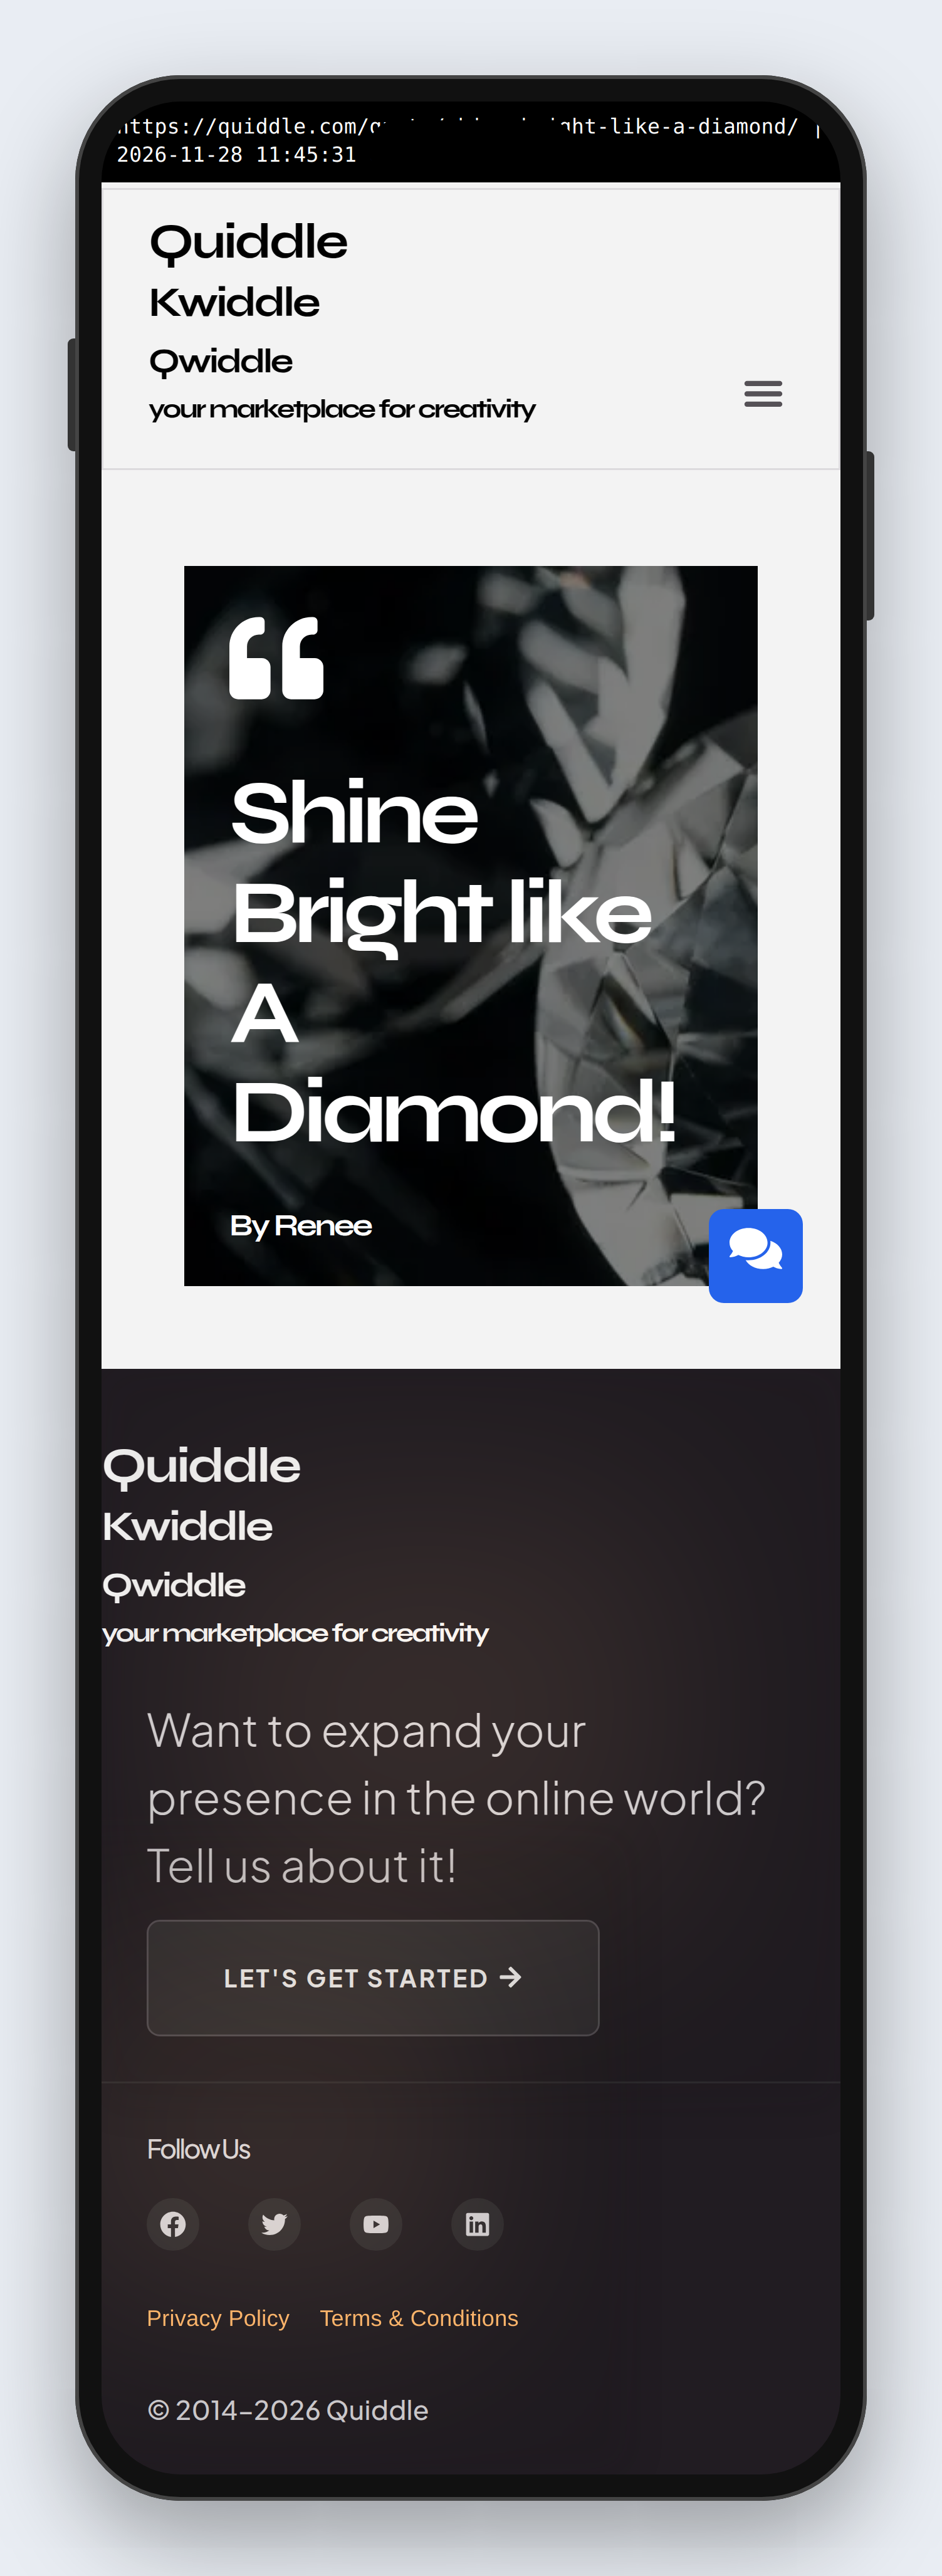 2026-11-28 11:45:31
Quiddle
Kwiddle
Qwiddle
your marketplace for creativity
Shine
Bright like
A
Diamond!
By Renee
Quiddle
Kwiddle
Qwiddle
your marketplace for creativity
Want to expand your
presence in the online world?
Tell us about it!
LET'S GET STARTED →
Follow Us
Privacy Policy Terms & Conditions
© 2014–2026 Quiddle